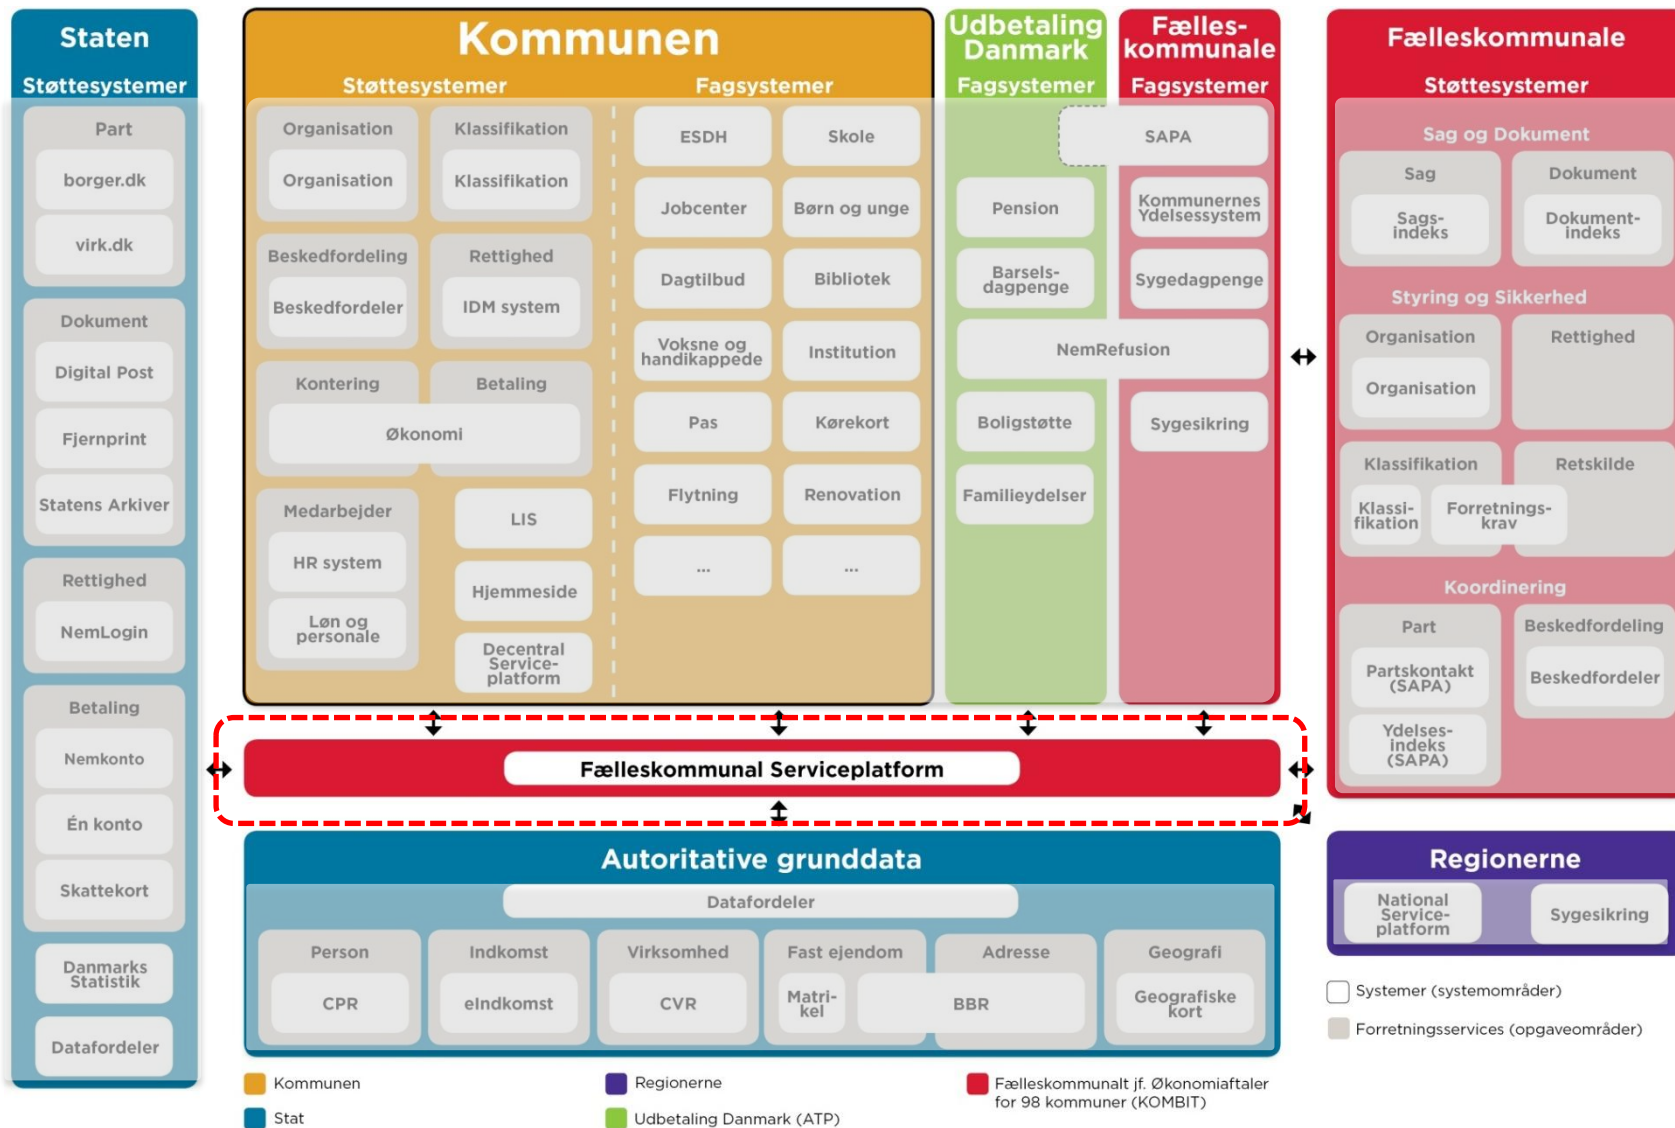 Staten
Støttesystemer
Part
borger.dk
virk.dk
Dokument
Digital Post
Fjernprint
Statens Arkiver
Rettighed
NemLogin
Betaling
Nemkonto
Én konto
Skattekort
Danmarks
Statistik
Datafordeler
Kommunen
Støttesystemer
Organisation
Organisation
Klassifikation
Klassifikation
Beskedfordeling
Beskedfordeler
Rettighed
IDM system
Kontering
Betaling
Økonomi
Medarbejder
HR system
Løn og
personale
LIS
Hjemmeside
Decentral
Service-
platform
Fagsystemer
ESDH
Skole
Jobcenter
Børn og unge
Dagtilbud
Bibliotek
Voksne og
handikappede
Institution
Pas
Kørekort
Flytning
Renovation
...
...
Udbetaling
Danmark
Fagsystemer
Pension
Barsels-
dagpenge
Boligstøtte
Familieydelser
Fælles-
kommunale
Fagsystemer
SAPA
Kommunernes
Ydelsessystem
Sygedagpenge
NemRefusion
Sygesikring
Fælleskommunale
Støttesystemer
Sag og Dokument
Sag
Sags-
indeks
Dokument
Dokument-
indeks
Styring og Sikkerhed
Organisation
Organisation
Rettighed
Klassifikation
Klassi-
fikation
Retskilde
Forretnings-
krav
Koordinering
Part
Partskontakt
(SAPA)
Ydelses-
indeks
(SAPA)
Beskedfordeling
Beskedfordeler
Fælleskommunal Serviceplatform
Autoritative grunddata
Datafordeler
Person
CPR
Indkomst
eIndkomst
Virksomhed
CVR
Fast ejendom
Matri-
kel
Adresse
BBR
Geografi
Geografiske
kort
Regionerne
National
Service-
platform
Sygesikring
Systemer (systemområder)
Forretningsservices (opgaveområder)
Kommunen
Stat
Regionerne
Udbetaling Danmark (ATP)
Fælleskommunalt jf. Økonomiaftaler
for 98 kommuner (KOMBIT)